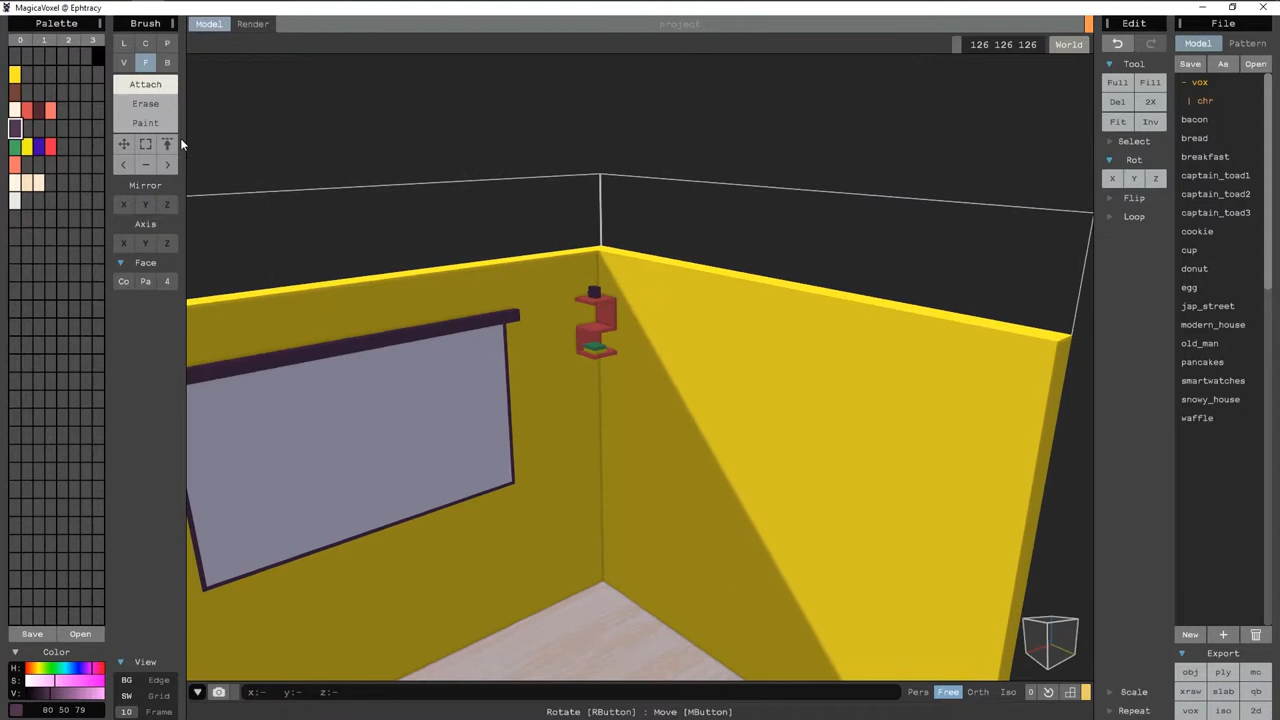 MagicaVoxel @ Ephtracy
Palette
Brush
Model Render
project
Edit
File
0 1 2 3
L C P
V F B
126 126 126 World
Model Pattern
Tool
Save As Open
Attach
Erase
Paint
Full Fill
Del 2X
Fit Inv
Select
Rot
X Y Z
Flip
Loop
- vox
| chr
bacon
bread
breakfast
captain_toad1
captain_toad2
captain_toad3
cookie
cup
donut
egg
jap_street
modern_house
old_man
pancakes
smartwatches
snowy_house
waffle
< - >
Mirror
X Y Z
Axis
X Y Z
Face
Co Pa 4
Save Open
Color
H:
S:
V:
80 50 79
View
BG Edge
SW Grid
10 Frame
x:- y:- z:-
Pers Free Orth Iso 0
Rotate [RButton] : Move [MButton]
Scale
Repeat
New +
Export
obj ply mc
xraw slab qb
vox iso 2d